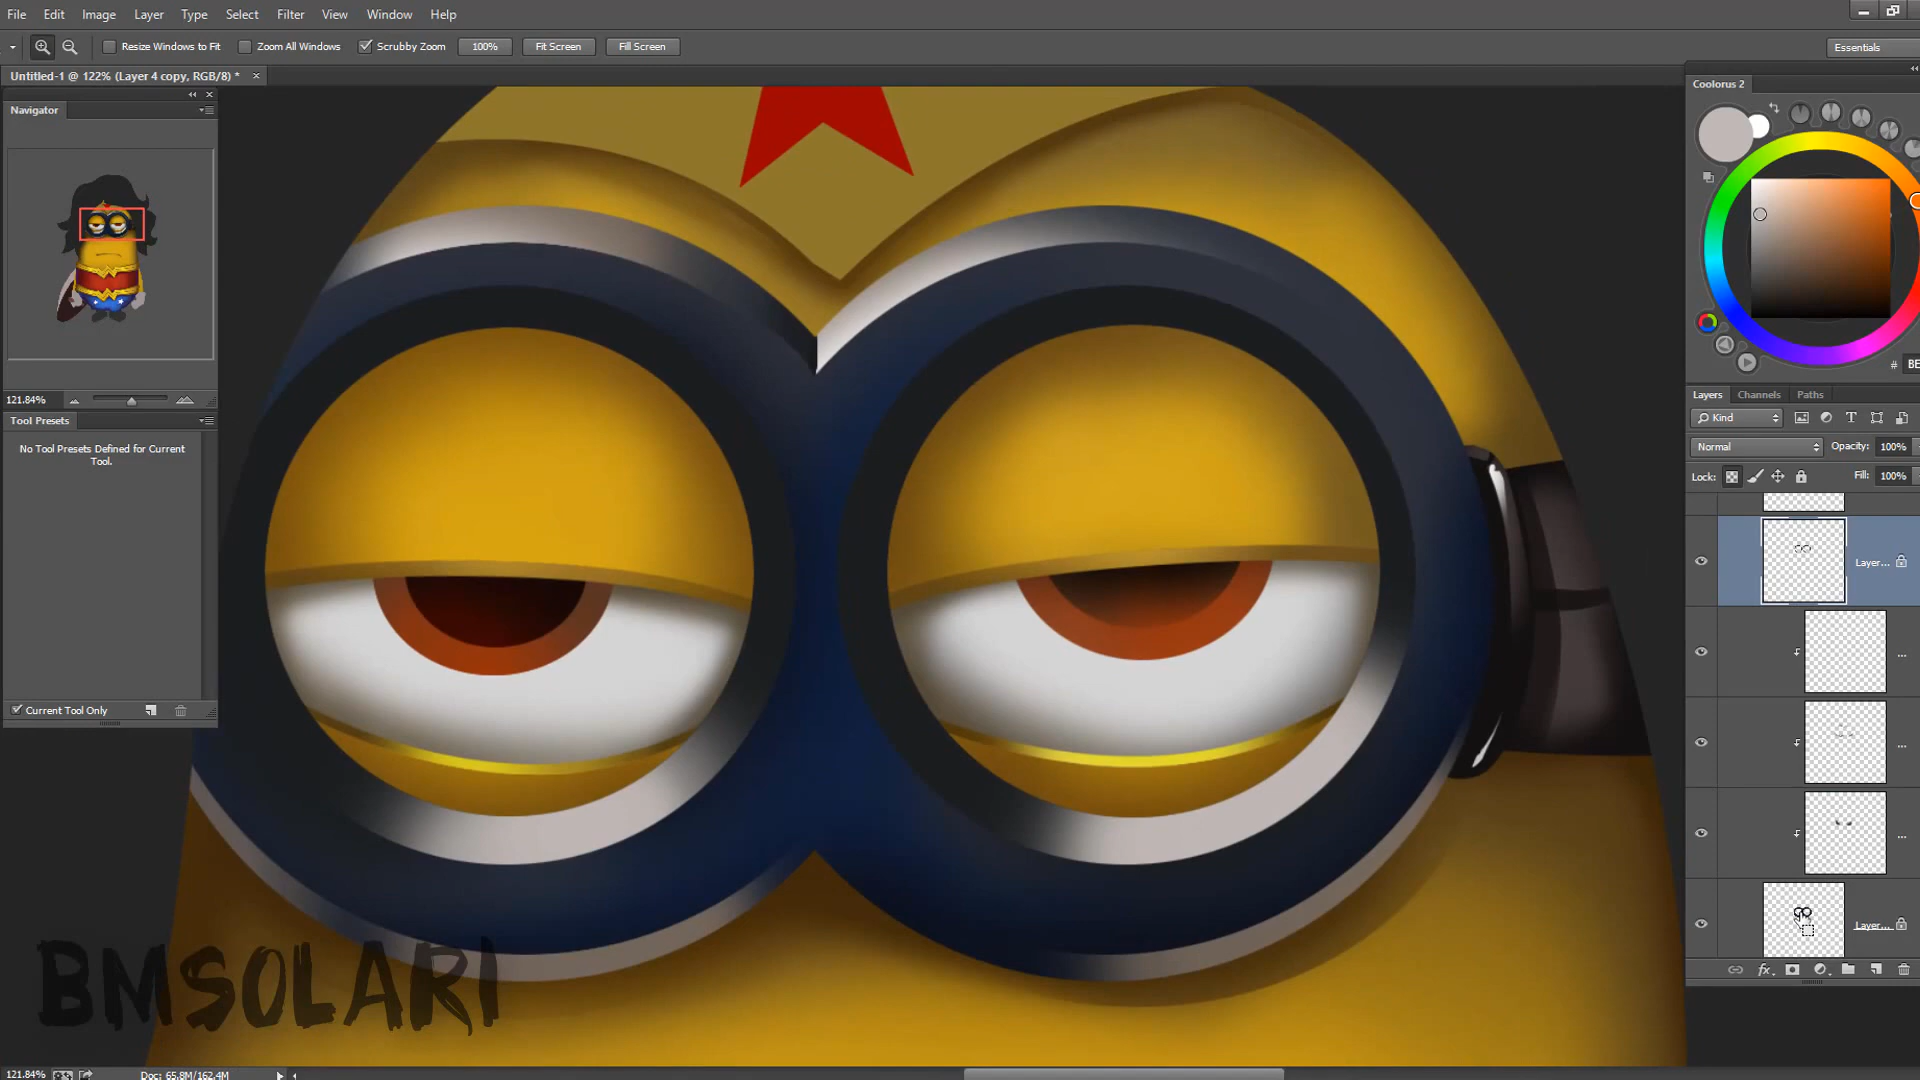 File Edit Image Layer Type Select Filter View Window Help
Resize Windows to Fit Zoom All Windows Scrubby Zoom 100% Fit Screen Fill Screen Essentials
Untitled-1 @ 122% (Layer 4 copy, RGB/8) *
Coolorus 2
Navigator
# BE
Layers Channels Paths
121.84%
Kind
Tool Presets
Normal Opacity: 100%
No Tool Presets Defined for Current
Tool.
Lock: Fill: 100%
Layer...
...
Current Tool Only
...
...
Layer...
BMSOLARI
121.84% Doc: 65.8M/162.4M